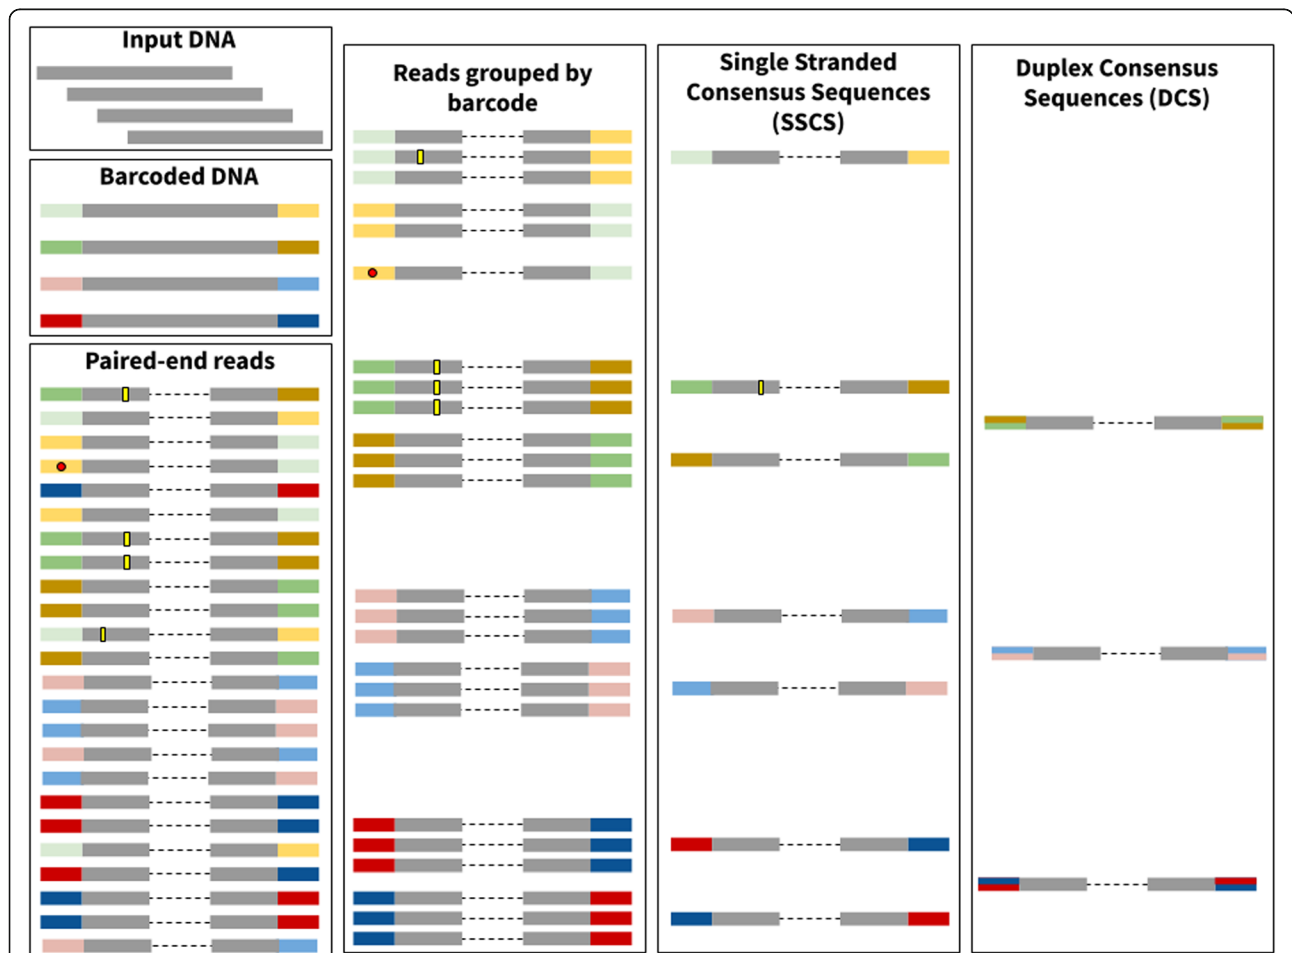 Input DNA
Barcoded DNA
Paired-end reads
Reads grouped by
barcode
Single Stranded
Consensus Sequences
(SSCS)
Duplex Consensus
Sequences (DCS)